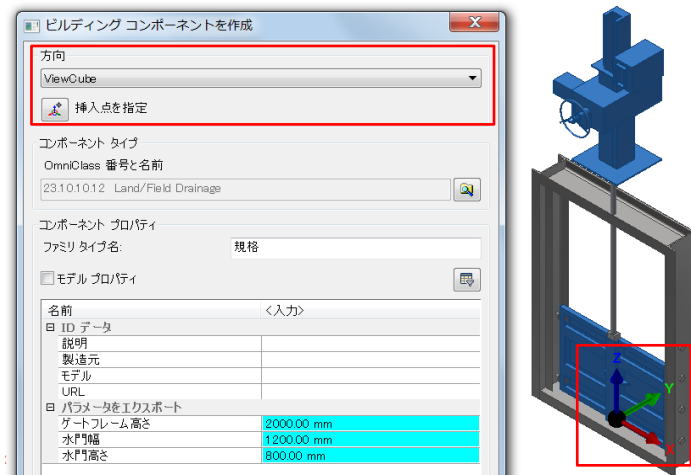 ビルディング コンポーネントを作成
方向
ViewCube
挿入点を指定
コンポーネント タイプ
OmniClass 番号と名前
23.10.10.12 Land/Field Drainage
コンポーネント プロパティ
ファミリ タイプ名:
規格
モデル プロパティ
名前 <入力>
ID データ
説明
製造元
モデル
URL
パラメータをエクスポート
ゲートフレーム高さ 2000.00 mm
水門幅 1200.00 mm
水門高さ 800.00 mm
Z
Y
X